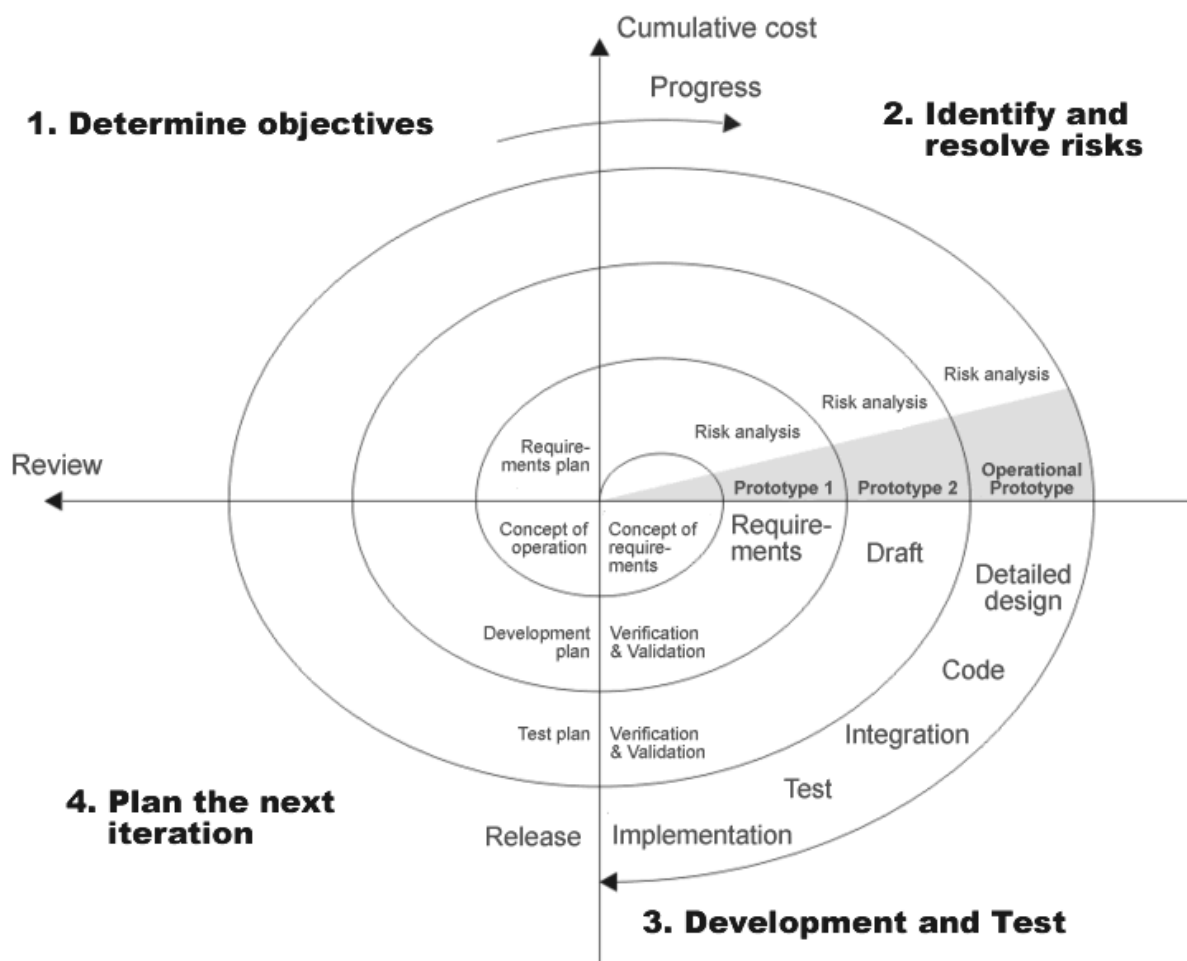 Cumulative cost
Progress
1. Determine objectives
2. Identify and
resolve risks
Risk analysis
Risk analysis
Risk analysis
Require-
ments plan
Review
Prototype 1
Prototype 2
Operational
Prototype
Concept of
operation
Concept of
require-
ments
Require-
ments
Draft
Detailed
design
Development
plan
Verification
& Validation
Code
Test plan
Verification
& Validation
Integration
Test
4. Plan the next
iteration
Release
Implementation
3. Development and Test